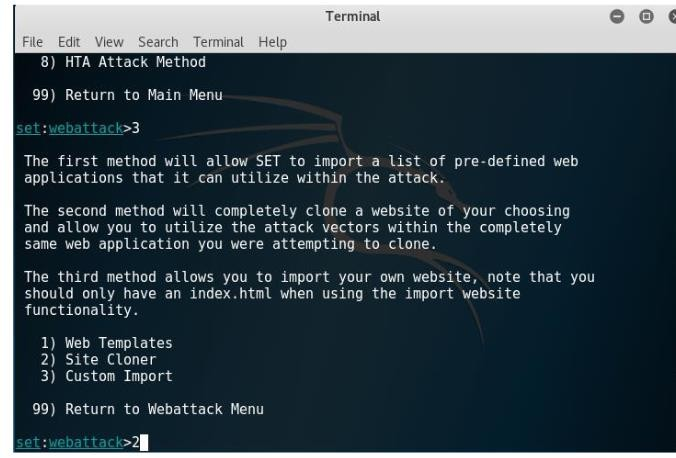 Terminal
File Edit View Search Terminal Help
8) HTA Attack Method
99) Return to Main Menu
set:webattack>3
The first method will allow SET to import a list of pre-defined web
applications that it can utilize within the attack.
The second method will completely clone a website of your choosing
and allow you to utilize the attack vectors within the completely
same web application you were attempting to clone.
The third method allows you to import your own website, note that you
should only have an index.html when using the import website
functionality.
1) Web Templates
2) Site Cloner
3) Custom Import
99) Return to Webattack Menu
set:webattack>2